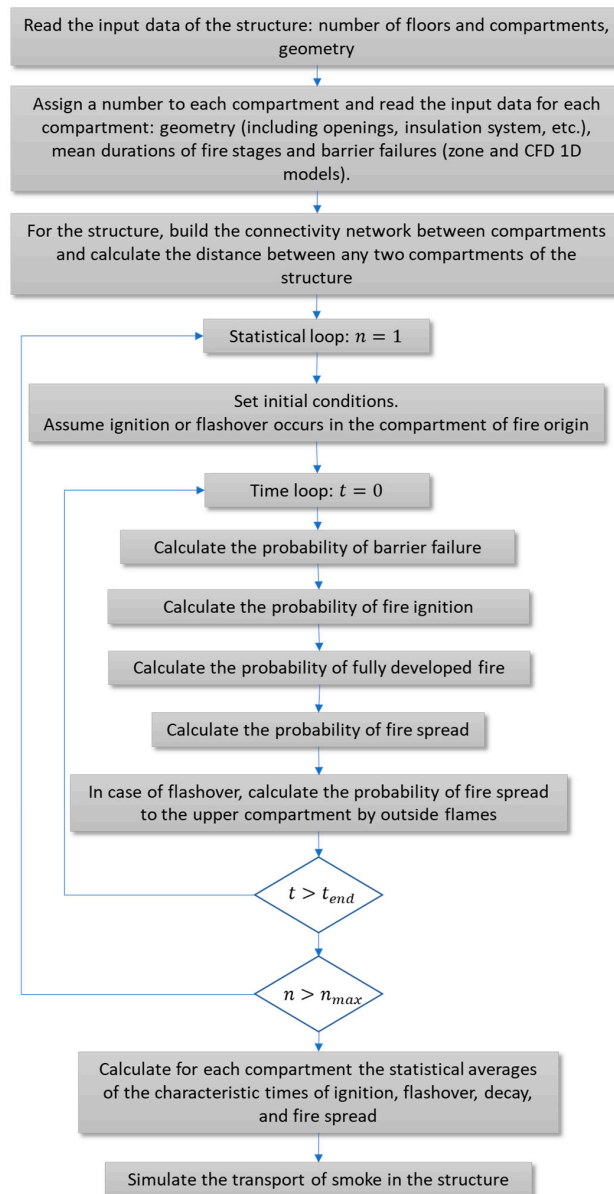 Read the input data of the structure: number of floors and compartments,
geometry
Assign a number to each compartment and read the input data for each
compartment: geometry (including openings, insulation system, etc.),
mean durations of fire stages and barrier failures (zone and CFD 1D
models).
For the structure, build the connectivity network between compartments
and calculate the distance between any two compartments of the
structure
Statistical loop: n = 1
Set initial conditions.
Assume ignition or flashover occurs in the compartment of fire origin
Time loop: t = 0
Calculate the probability of barrier failure
Calculate the probability of fire ignition
Calculate the probability of fully developed fire
Calculate the probability of fire spread
In case of flashover, calculate the probability of fire spread
to the upper compartment by outside flames
t > t_end
n > n_max
Calculate for each compartment the statistical averages
of the characteristic times of ignition, flashover, decay,
and fire spread
Simulate the transport of smoke in the structure